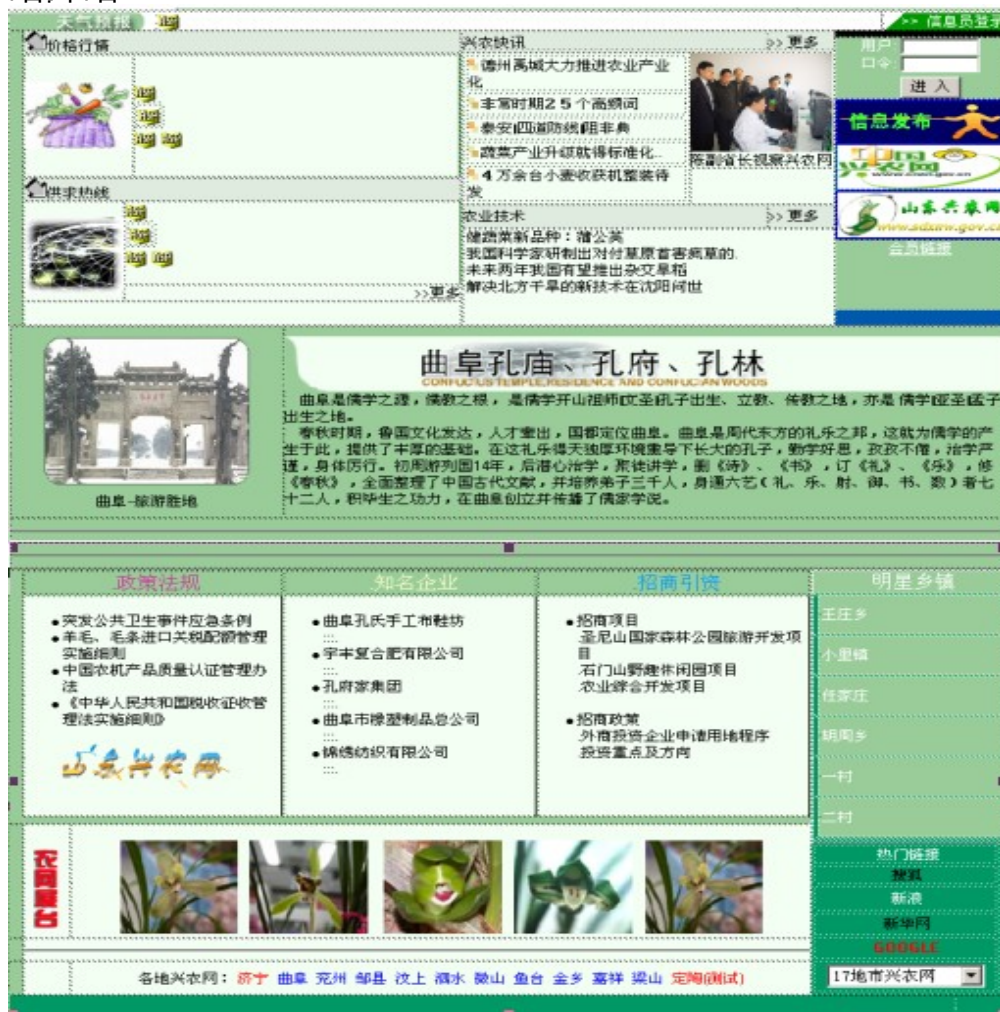 天气预报
>> 信息员登录
价格行情
兴农快讯
>> 更多
用户:
口令:
进 入
德州禹城大力推进农业产业
化
非常时期２５个高频词
泰安四道防线阻非典
蔬菜产业升级就得标准化...
４万余台小麦收获机整装待
发
陈副省长视察兴农网
信息发布
中国
兴农网
山东兴农网
www.sdxnw.gov.cn
会员链接
供求热线
>>更多
农业技术
>> 更多
健蔬菜新品种：蒲公英
我国科学家研制出对付草原首害疯草的.
未来两年我国有望推出杂交旱稻
解决北方干旱的新技术在沈阳问世
曲阜孔庙、孔府、孔林
CONFUCIUS TEMPLE,RESIDENCE AND CONFUCIAN WOODS
曲阜是儒学之源，儒教之根，是儒学开山祖师文圣孔子出生、立教、传教之地，亦是儒学亚圣孟子
出生之地。
春秋时期，鲁国文化发达，人才辈出，国都定位曲阜。曲阜是周代东方的礼乐之邦，这就为儒学的产
生于此，提供了丰厚的基础。在这礼乐得天独厚环境熏导下长大的孔子，勤学好思，孜孜不倦，治学严
谨，身体厉行。初周游列国14年，后潜心治学，聚徒讲学，删《诗》、《书》，订《礼》、《乐》，修
《春秋》，全面整理了中国古代文献，并培养弟子三千人，身通六艺(礼、乐、射、御、书、数)者七
十二人，积毕生之功力，在曲阜创立并传播了儒家学说。
曲阜-旅游胜地
政策法规
知名企业
招商引资
明星乡镇
突发公共卫生事件应急条例
羊毛、毛条进口关税配额管理
实施细则
中国农机产品质量认证管理办
法
《中华人民共和国税收征收管
理法实施细则》
山东兴农网
曲阜孔氏手工布鞋坊
::::.
宇丰复合肥有限公司
::::.
孔府家集团
::::.
曲阜市橡塑制品总公司
::::.
锦绣纺织有限公司
::::.
招商项目
圣尼山国家森林公园旅游开发项
目
石门山野趣休闲园项目
农业综合开发项目
招商政策
外商投资企业申请用地程序
投资重点及方向
王庄乡
小里镇
任家庄
胡周乡
一村
二村
热门链接
搜狐
新浪
新华网
GOOGLE
17地市兴农网
各地兴农网：济宁 曲阜 兖州 邹县 汶上 泗水 微山 鱼台 金乡 嘉祥 梁山 定陶(测试)